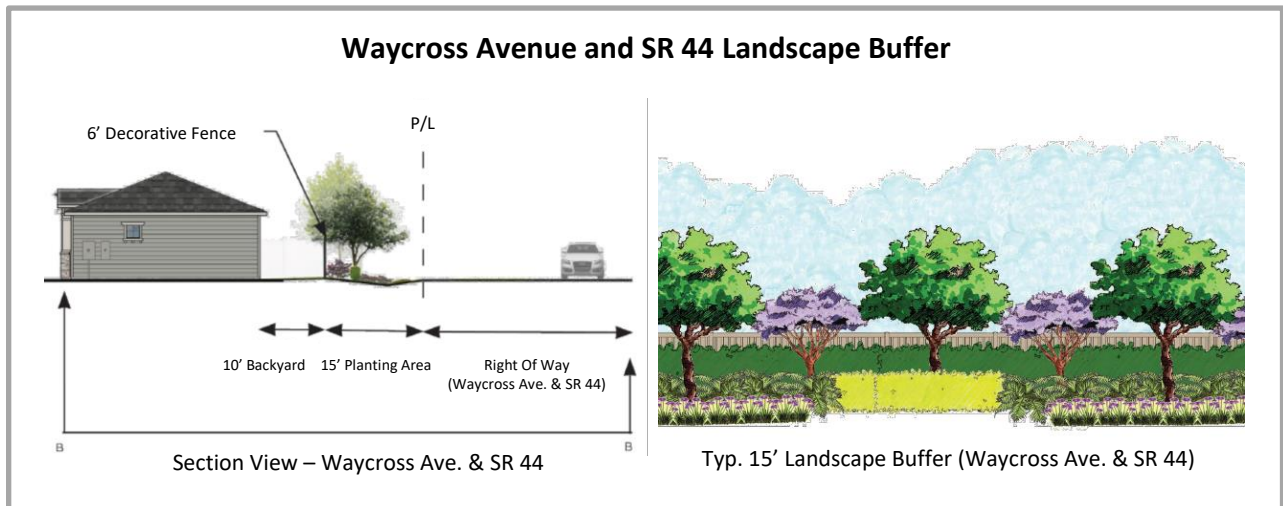 Waycross Avenue and SR 44 Landscape Buffer
6’ Decorative Fence
P/L
10’ Backyard
15’ Planting Area
Right Of Way
(Waycross Ave. & SR 44)
B
B
Section View – Waycross Ave. & SR 44
Typ. 15’ Landscape Buffer (Waycross Ave. & SR 44)